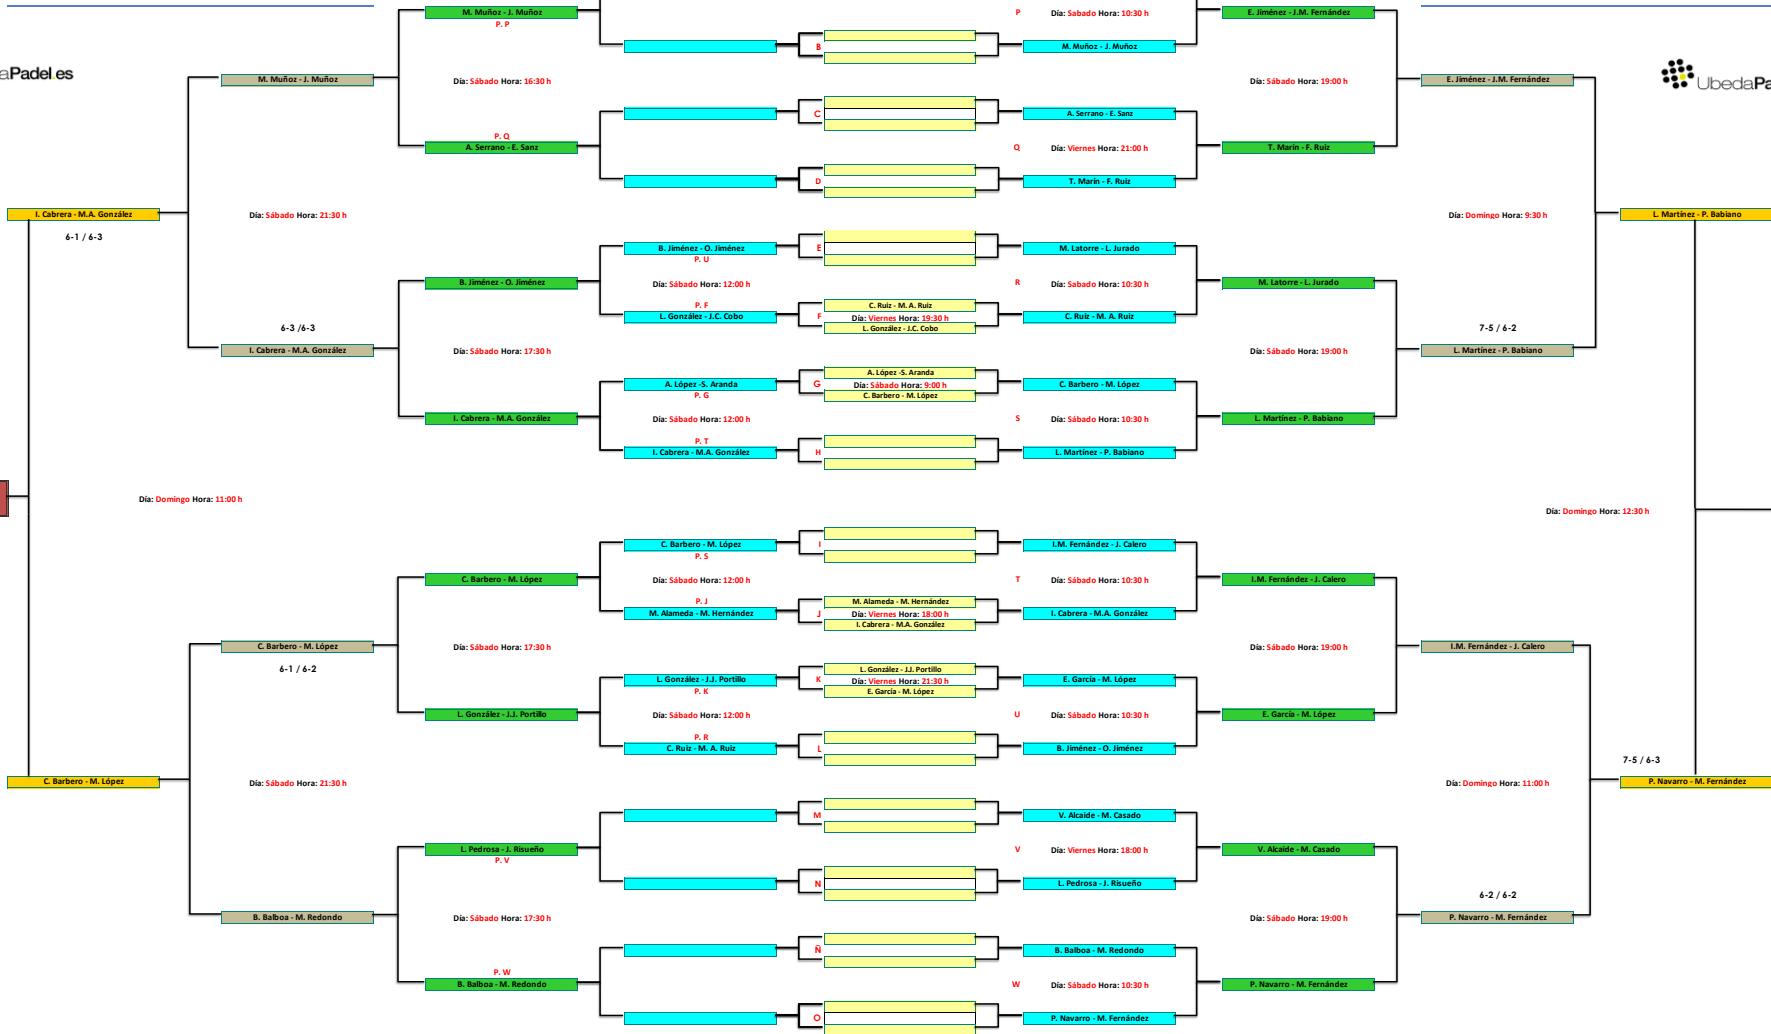 M. Muñoz - J. Muñoz
P. P
P
Día: Sabado Hora: 10:30 h
E. Jiménez - J.M. Fernández
B
M. Muñoz - J. Muñoz
aPadel.es
M. Muñoz - J. Muñoz
Día: Sábado Hora: 16:30 h
Día: Sábado Hora: 19:00 h
E. Jiménez - J.M. Fernández
UbedaPa
C
A. Serrano - E. Sanz
P. Q
A. Serrano - E. Sanz
Q
Día: Viernes Hora: 21:00 h
T. Marín - F. Ruiz
D
T. Marín - F. Ruiz
I. Cabrera - M.A. González
Día: Sábado Hora: 21:30 h
Día: Domingo Hora: 9:30 h
L. Martínez - P. Babiano
6-1 / 6-3
B. Jiménez - O. Jiménez
E
M. Latorre - L. Jurado
P. U
B. Jiménez - O. Jiménez
Día: Sábado Hora: 12:00 h
R
Día: Sabado Hora: 10:30 h
M. Latorre - L. Jurado
P. F
C. Ruiz - M. A. Ruiz
L. González - J.C. Cobo
F
Día: Viernes Hora: 19:30 h
C. Ruiz - M. A. Ruiz
L. González - J.C. Cobo
6-3 /6-3
7-5 / 6-2
I. Cabrera - M.A. González
Día: Sábado Hora: 17:30 h
Día: Sábado Hora: 19:00 h
L. Martínez - P. Babiano
A. López -S. Aranda
A. López -S. Aranda
G
Día: Sábado Hora: 9:00 h
C. Barbero - M. López
P. G
C. Barbero - M. López
I. Cabrera - M.A. González
Día: Sábado Hora: 12:00 h
S
Día: Sábado Hora: 10:30 h
L. Martínez - P. Babiano
P. T
I. Cabrera - M.A. González
H
L. Martínez - P. Babiano
Día: Domingo Hora: 11:00 h
Día: Domingo Hora: 12:30 h
C. Barbero - M. López
I
I.M. Fernández - J. Calero
P. S
C. Barbero - M. López
Día: Sábado Hora: 12:00 h
T
Día: Sábado Hora: 10:30 h
I.M. Fernández - J. Calero
P. J
M. Alameda - M. Hernández
M. Alameda - M. Hernández
J
Día: Viernes Hora: 18:00 h
I. Cabrera - M.A. González
I. Cabrera - M.A. González
C. Barbero - M. López
Día: Sábado Hora: 17:30 h
Día: Sábado Hora: 19:00 h
I.M. Fernández - J. Calero
6-1 / 6-2
L. González - J.J. Portillo
L. González - J.J. Portillo
K
Día: Viernes Hora: 21:30 h
E. García - M. López
P. K
E. García - M. López
L. González - J.J. Portillo
Día: Sábado Hora: 12:00 h
U
Día: Sábado Hora: 10:30 h
E. García - M. López
P. R
C. Ruiz - M. A. Ruiz
L
B. Jiménez - O. Jiménez
7-5 / 6-3
C. Barbero - M. López
Día: Sábado Hora: 21:30 h
Día: Domingo Hora: 11:00 h
P. Navarro - M. Fernández
M
V. Alcaide - M. Casado
L. Pedrosa - J. Risueño
P. V
V
Día: Viernes Hora: 18:00 h
V. Alcaide - M. Casado
N
L. Pedrosa - J. Risueño
6-2 / 6-2
B. Balboa - M. Redondo
Día: Sábado Hora: 17:30 h
Día: Sábado Hora: 19:00 h
P. Navarro - M. Fernández
Ñ
B. Balboa - M. Redondo
P. W
B. Balboa - M. Redondo
W
Día: Sábado Hora: 10:30 h
P. Navarro - M. Fernández
O
P. Navarro - M. Fernández